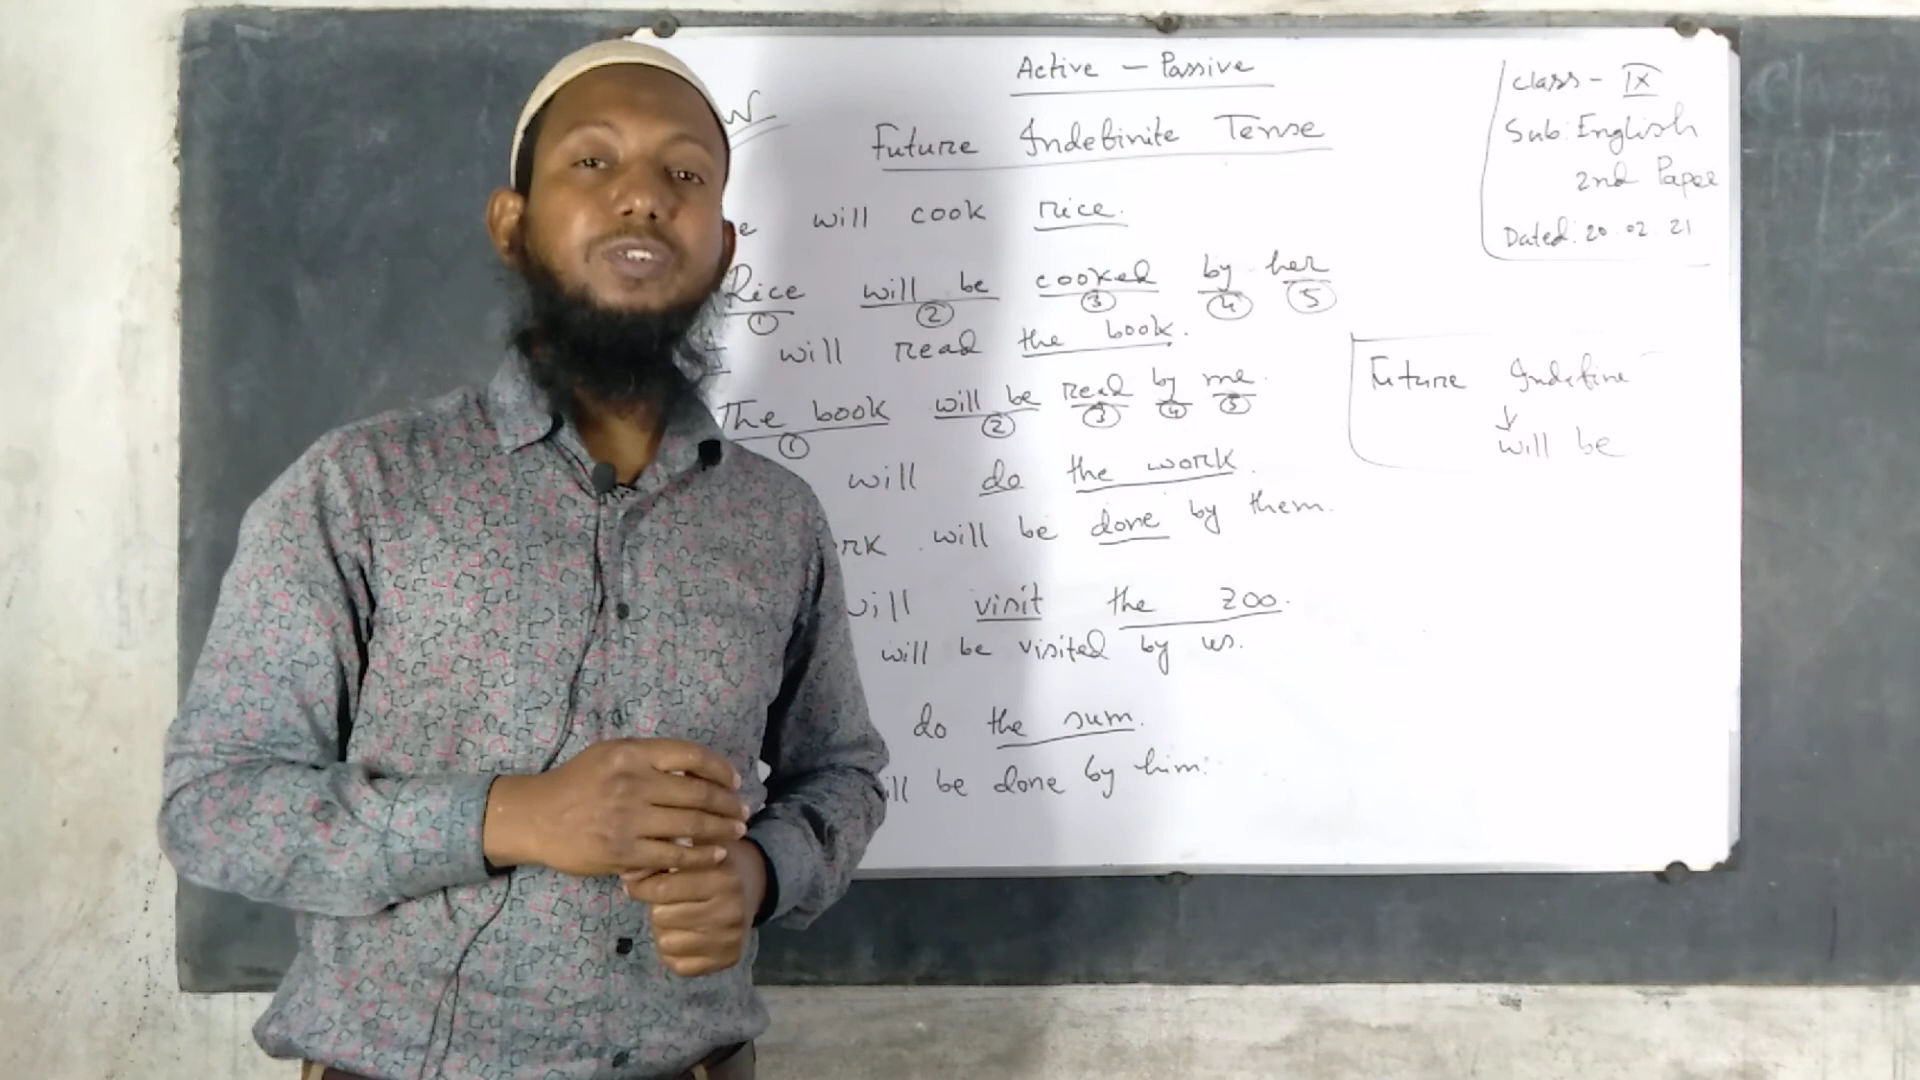 Active - Passive
Future Indefinite Tense
will cook rice.
Rice will be cooked by her
① ② ③ ④ ⑤
will read the book.
The book will be read by me.
① ② ③ ④ ⑤
will do the work.
will be done by them.
will visit the zoo.
will be visited by us.
do the sum.
be done by him.
Class - IX
Sub: English
2nd Paper
Dated: 20.02.21
Future Indefine
↓
will be